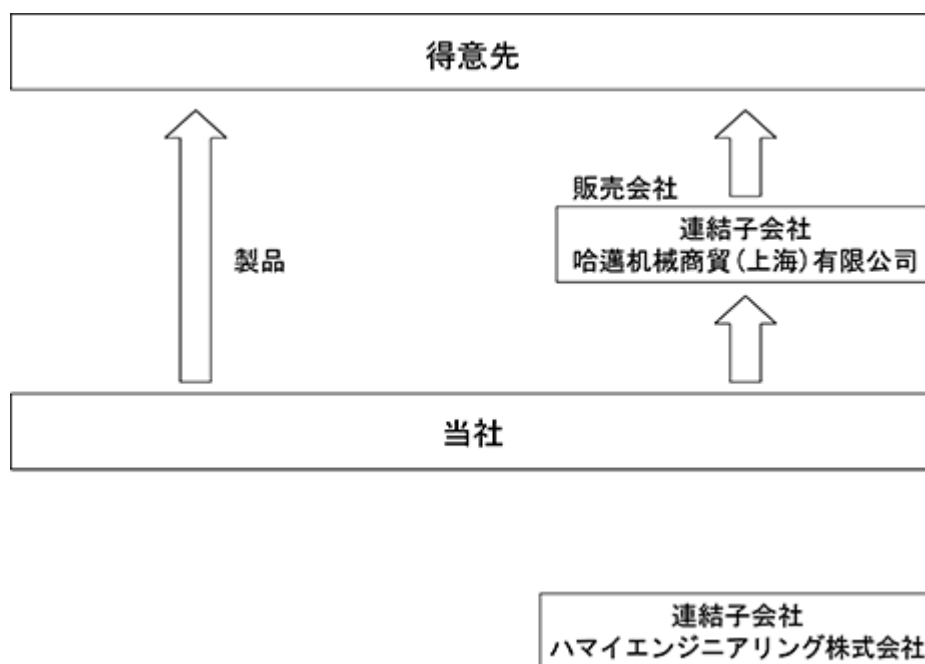 得意先
製品
販売会社
連結子会社
哈邁机械商貿(上海)有限公司
当社
連結子会社
ハマイエンジニアリング株式会社